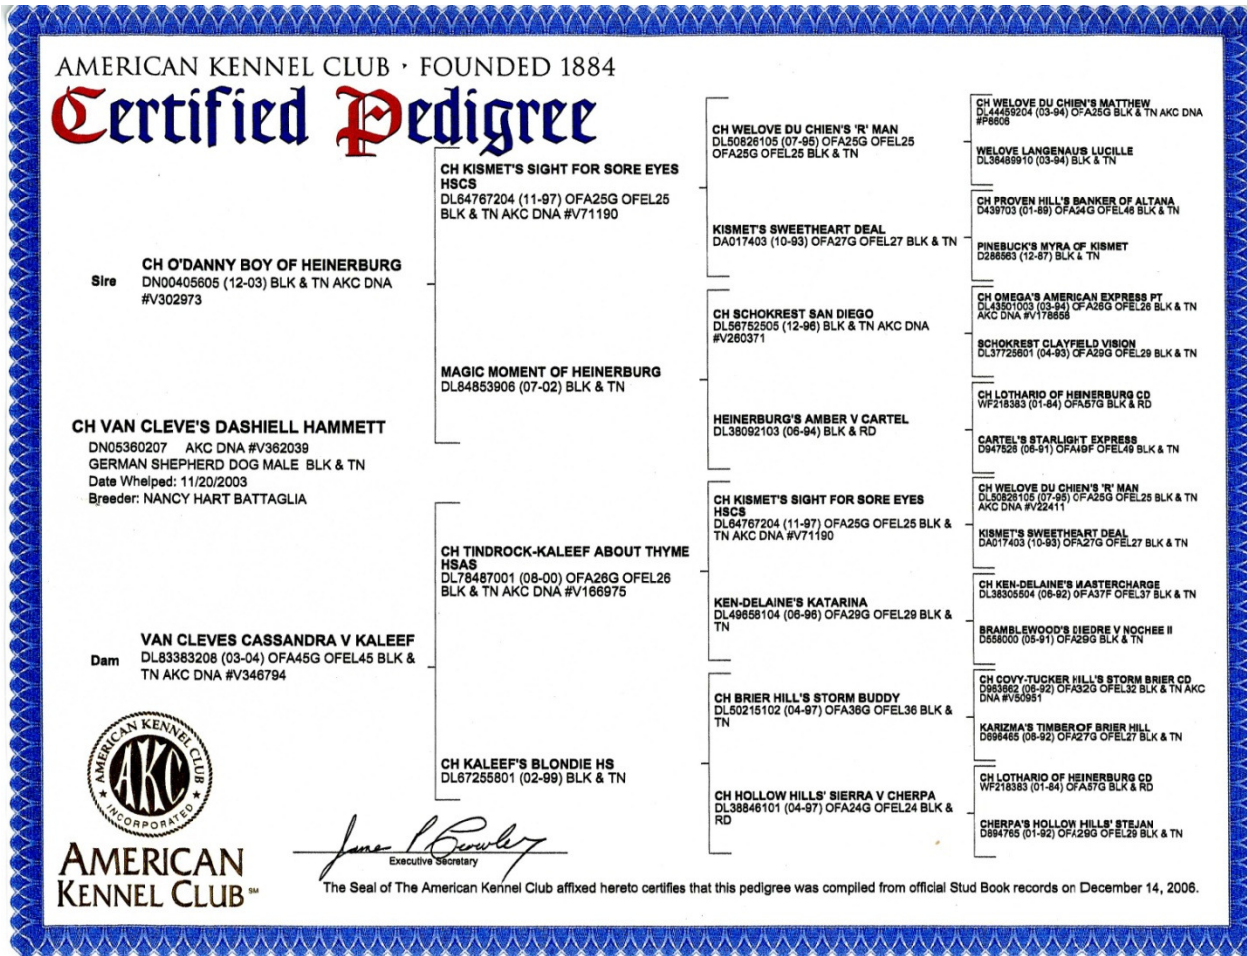 AMERICAN KENNEL CLUB · FOUNDED 1884
Certified Pedigree
Sire
CH O'DANNY BOY OF HEINERBURG
DN00405605 (12-03) BLK & TN AKC DNA
#V302973
CH VAN CLEVE'S DASHIELL HAMMETT
DN05360207 AKC DNA #V362039
GERMAN SHEPHERD DOG MALE BLK & TN
Date Whelped: 11/20/2003
Breeder: NANCY HART BATTAGLIA
Dam
VAN CLEVES CASSANDRA V KALEEF
DL83383208 (03-04) OFA45G OFEL45 BLK &
TN AKC DNA #V346794
CH KISMET'S SIGHT FOR SORE EYES
HSCS
DL64767204 (11-97) OFA25G OFEL25
BLK & TN AKC DNA #V71190
MAGIC MOMENT OF HEINERBURG
DL84853906 (07-02) BLK & TN
CH TINDROCK-KALEEF ABOUT THYME
HSAS
DL78487001 (08-00) OFA26G OFEL26
BLK & TN AKC DNA #V166975
CH KALEEF'S BLONDIE HS
DL67255801 (02-99) BLK & TN
CH WELOVE DU CHIEN'S 'R' MAN
DL50826105 (07-95) OFA25G OFEL25
OFA25G OFEL25 BLK & TN
KISMET'S SWEETHEART DEAL
DA017403 (10-93) OFA27G OFEL27 BLK & TN
CH SCHOKREST SAN DIEGO
DL56752505 (12-96) BLK & TN AKC DNA
#V260371
HEINERBURG'S AMBER V CARTEL
DL38092103 (06-94) BLK & RD
CH KISMET'S SIGHT FOR SORE EYES
HSCS
DL64767204 (11-97) OFA25G OFEL25 BLK &
TN AKC DNA #V71190
KEN-DELAINE'S KATARINA
DL49656104 (06-96) OFA29G OFEL29 BLK &
TN
CH BRIER HILL'S STORM BUDDY
DL50215102 (04-97) OFA36G OFEL36 BLK &
TN
CH HOLLOW HILLS' SIERRA V CHERPA
DL38846101 (04-97) OFA24G OFEL24 BLK &
RD
CH WELOVE DU CHIEN'S MATTHEW
DL44459204 (03-94) OFA25G BLK & TN AKC DNA
#P8606
WELOVE LANGENAU'S LUCILLE
DL36489910 (03-94) BLK & TN
CH PROVEN HILL'S BANKER OF ALTANA
D439703 (01-89) OFA24G OFEL46 BLK & TN
PINEBUCK'S MYRA OF KISMET
D286563 (12-87) BLK & TN
CH OMEGA'S AMERICAN EXPRESS PT
DL43501003 (03-94) OFA26G OFEL26 BLK & TN
AKC DNA #V178658
SCHOKREST CLAYFIELD VISION
DL37725601 (04-93) OFA29G OFEL29 BLK & TN
CH LOTHARIO OF HEINERBURG CD
WF218383 (01-84) OFA57G BLK & RD
CARTEL'S STARLIGHT EXPRESS
D947526 (06-91) OFA49F OFEL49 BLK & TN
CH WELOVE DU CHIEN'S 'R' MAN
DL50826105 (07-95) OFA25G OFEL25 BLK & TN
AKC DNA #V22411
KISMET'S SWEETHEART DEAL
DA017403 (10-93) OFA27G OFEL27 BLK & TN
CH KEN-DELAINE'S MASTERCHARGE
DL38305504 (06-92) OFA37F OFEL37 BLK & TN
BRAMBLEWOOD'S DIEDRE V NOCHEE II
D558000 (05-91) OFA29G BLK & TN
CH COVY-TUCKER HILL'S STORM BRIER CD
D963662 (06-92) OFA32G OFEL32 BLK & TN AKC
DNA #V50951
KARIZMA'S TIMBER OF BRIER HILL
D696465 (08-92) OFA27G OFEL27 BLK & TN
CH LOTHARIO OF HEINERBURG CD
WF218383 (01-84) OFA57G BLK & RD
CHERPA'S HOLLOW HILLS' STEJAN
D894765 (01-92) OFA29G OFEL29 BLK & TN
AMERICAN KENNEL CLUB
AKC
INCORPORATED
AMERICAN
KENNEL CLUB℠
James P Crowley
Executive Secretary
The Seal of The American Kennel Club affixed hereto certifies that this pedigree was compiled from official Stud Book records on December 14, 2006.